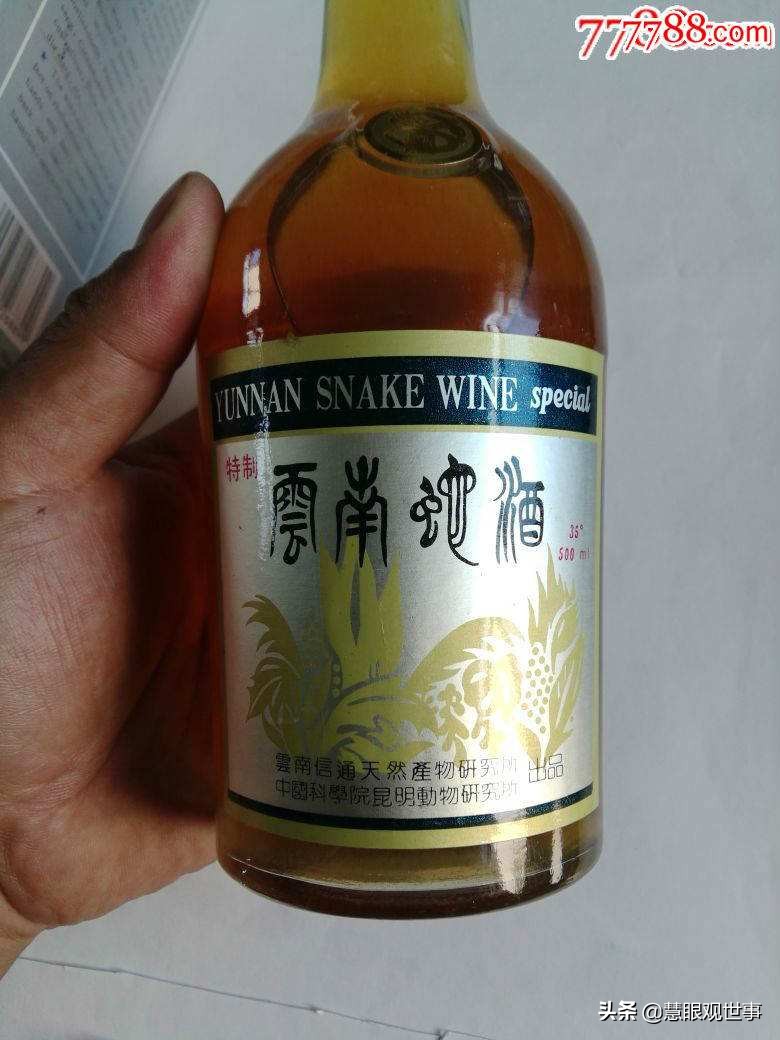 777788.com
YUNNAN SNAKE WINE special
特制
雲南蛇酒
35°
500 ml
雲南信通天然產物研究所
中國科學院昆明動物研究所
出品
头条 @慧眼观世事